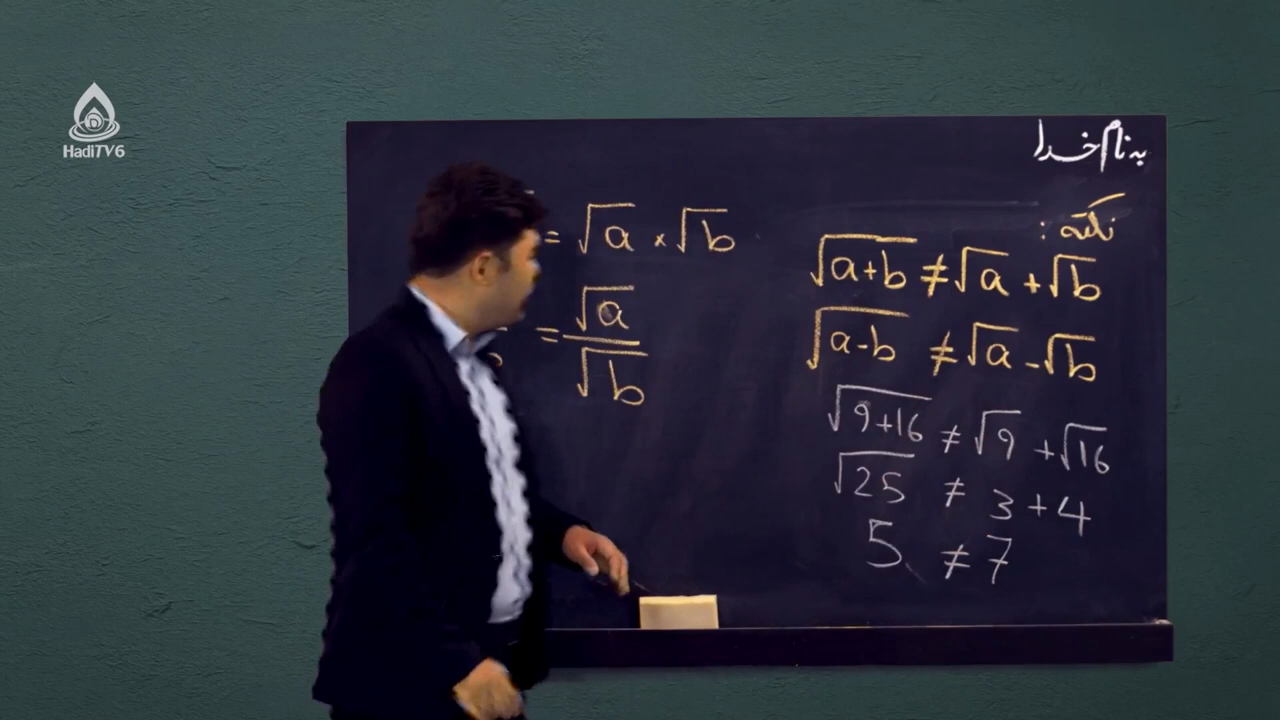 HadiTV6
به نام خدا
نکته :
√(a+b) ≠ √a + √b
√(a-b) ≠ √a - √b
√(9+16) ≠ √9 + √16
√25 ≠ 3+4
5 ≠ 7
= √a × √b
= √a / √b